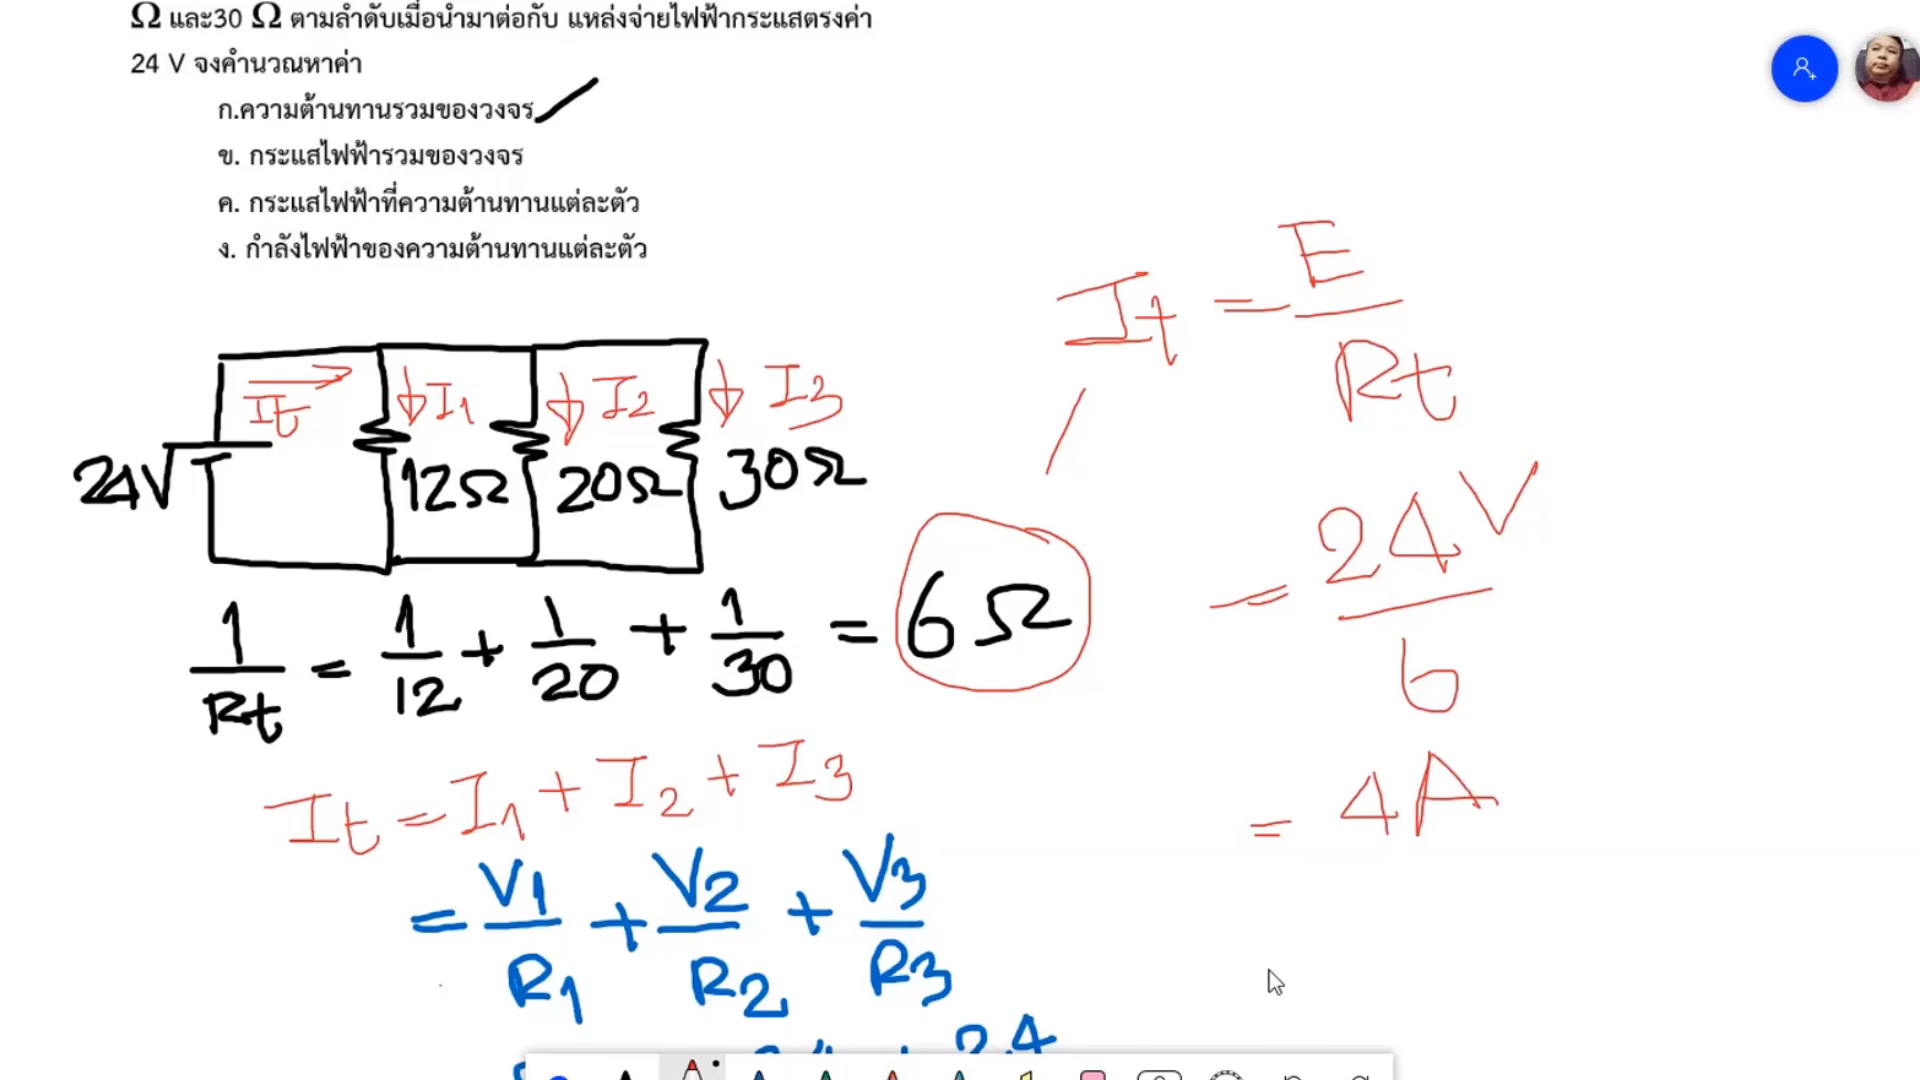 Ω และ30 Ω ตามลำดับเมื่อนำมาต่อกับ แหล่งจ่ายไฟฟ้ากระแสตรงค่า
24 V จงคำนวณหาค่า
ก.ความต้านทานรวมของวงจร
ข. กระแสไฟฟ้ารวมของวงจร
ค. กระแสไฟฟ้าที่ความต้านทานแต่ละตัว
ง. กำลังไฟฟ้าของความต้านทานแต่ละตัว
It = E/Rt
It I1 I2 I3
24V 12Ω 20Ω 30Ω
= 24V/6
1/Rt = 1/12 + 1/20 + 1/30 = 6Ω
= 4A
It = I1 + I2 + I3
= V1/R1 + V2/R2 + V3/R3